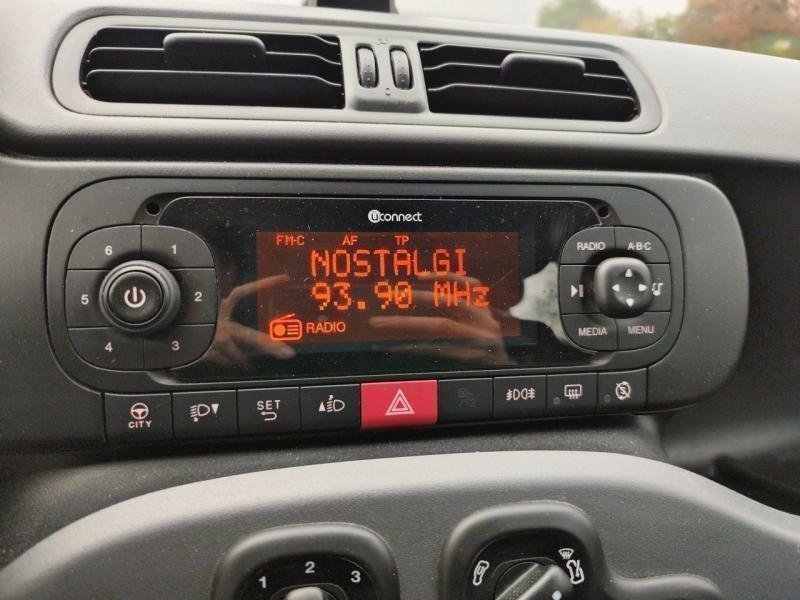 uconnect
FM-C AF TP
NOSTALGI
93.90 MHz
RADIO
6 1
5 2
4 3
RADIO A-B-C
MEDIA MENU
CITY
SET
1 2 3